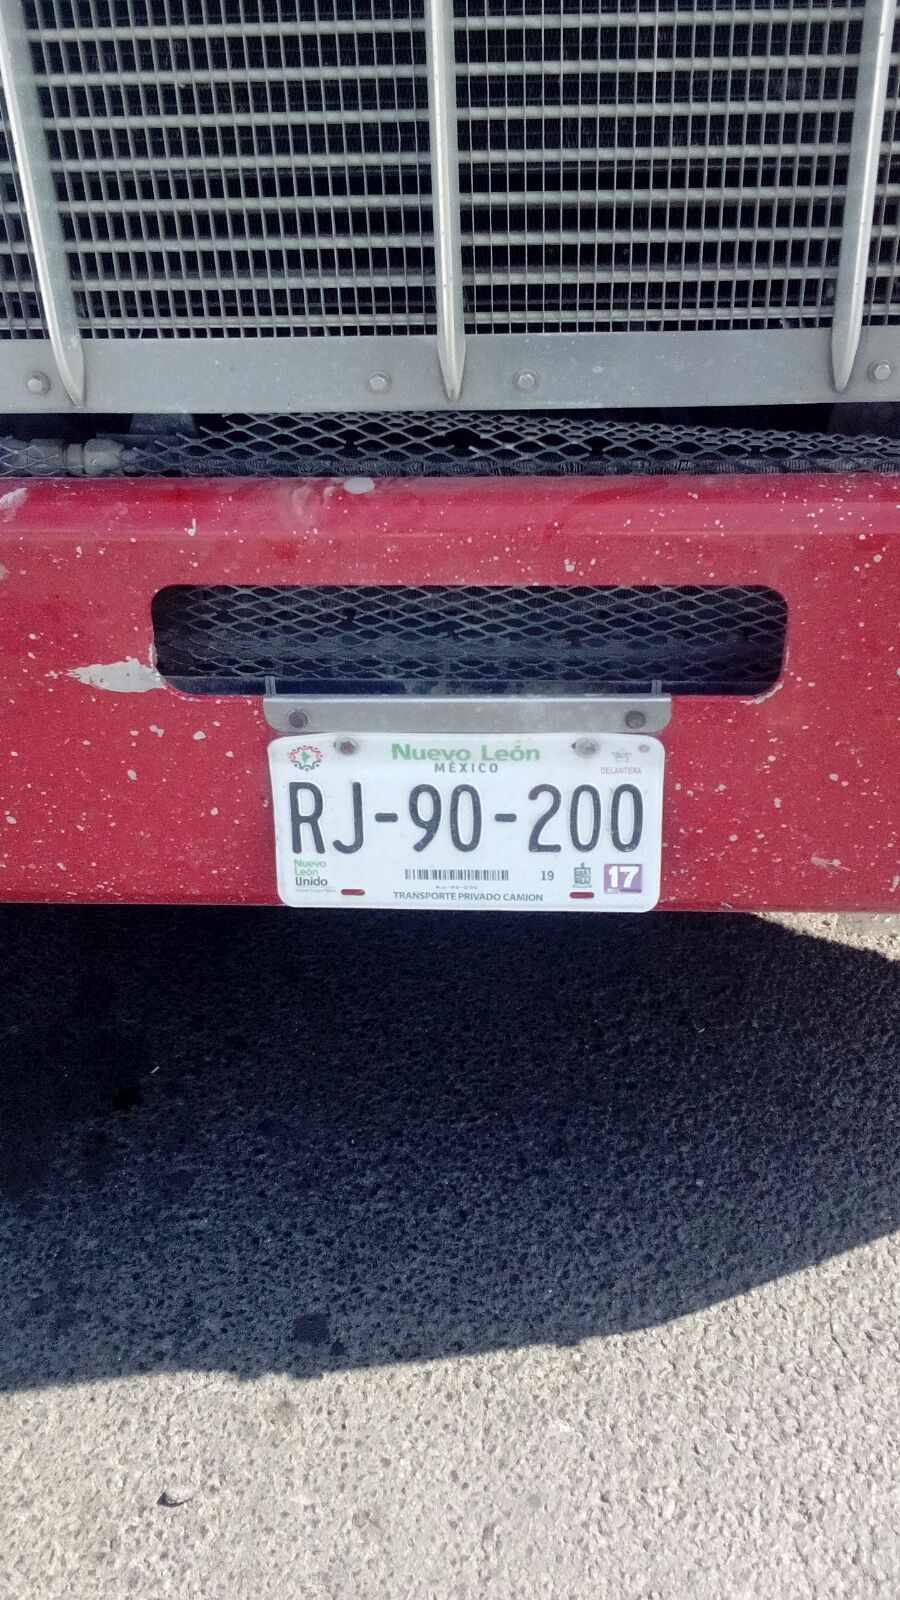 Nuevo León
MÉXICO
DELANTERA
RJ-90-200
Nuevo
León
Unido
19
17
TRANSPORTE PRIVADO CAMION